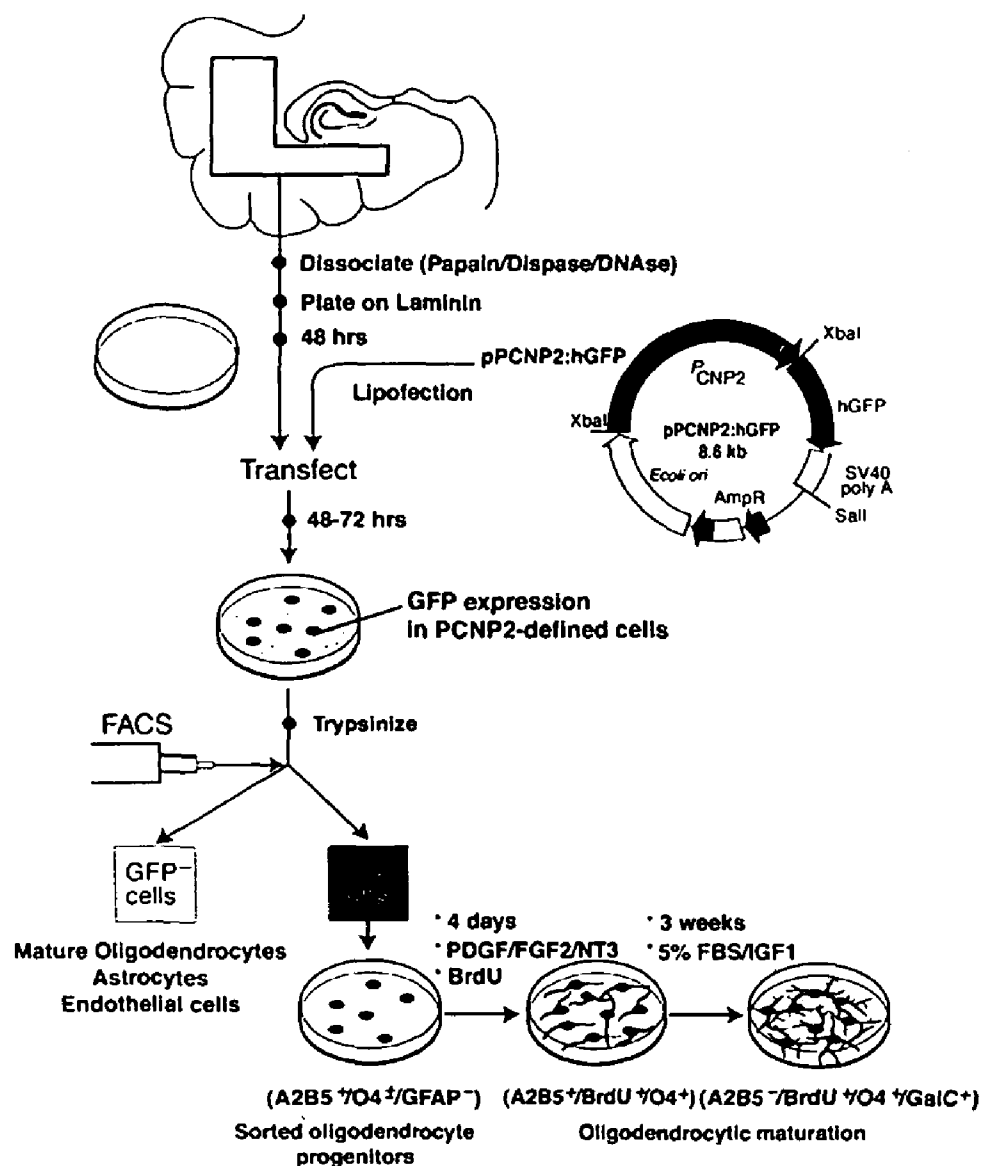 Dissociate (Papain/Dispase/DNAse)
Plate on Laminin
48 hrs
pPCNP2:hGFP
Lipofection
Transfect
XbaI
PCNP2
hGFP
XbaI
pPCNP2:hGFP
8.6 kb
Ecoli ori
AmpR
SV40
poly A
SalI
48-72 hrs
GFP expression
in PCNP2-defined cells
FACS
Trypsinize
GFP−
cells
Mature Oligodendrocytes
Astrocytes
Endothelial cells
* 4 days
* PDGF/FGF2/NT3
* BrdU
* 3 weeks
* 5% FBS/IGF1
(A2B5+/O4±/GFAP−)
(A2B5+/BrdU+/O4+)
(A2B5−/BrdU+/O4+/GalC+)
Sorted oligodendrocyte
progenitors
Oligodendrocytic maturation